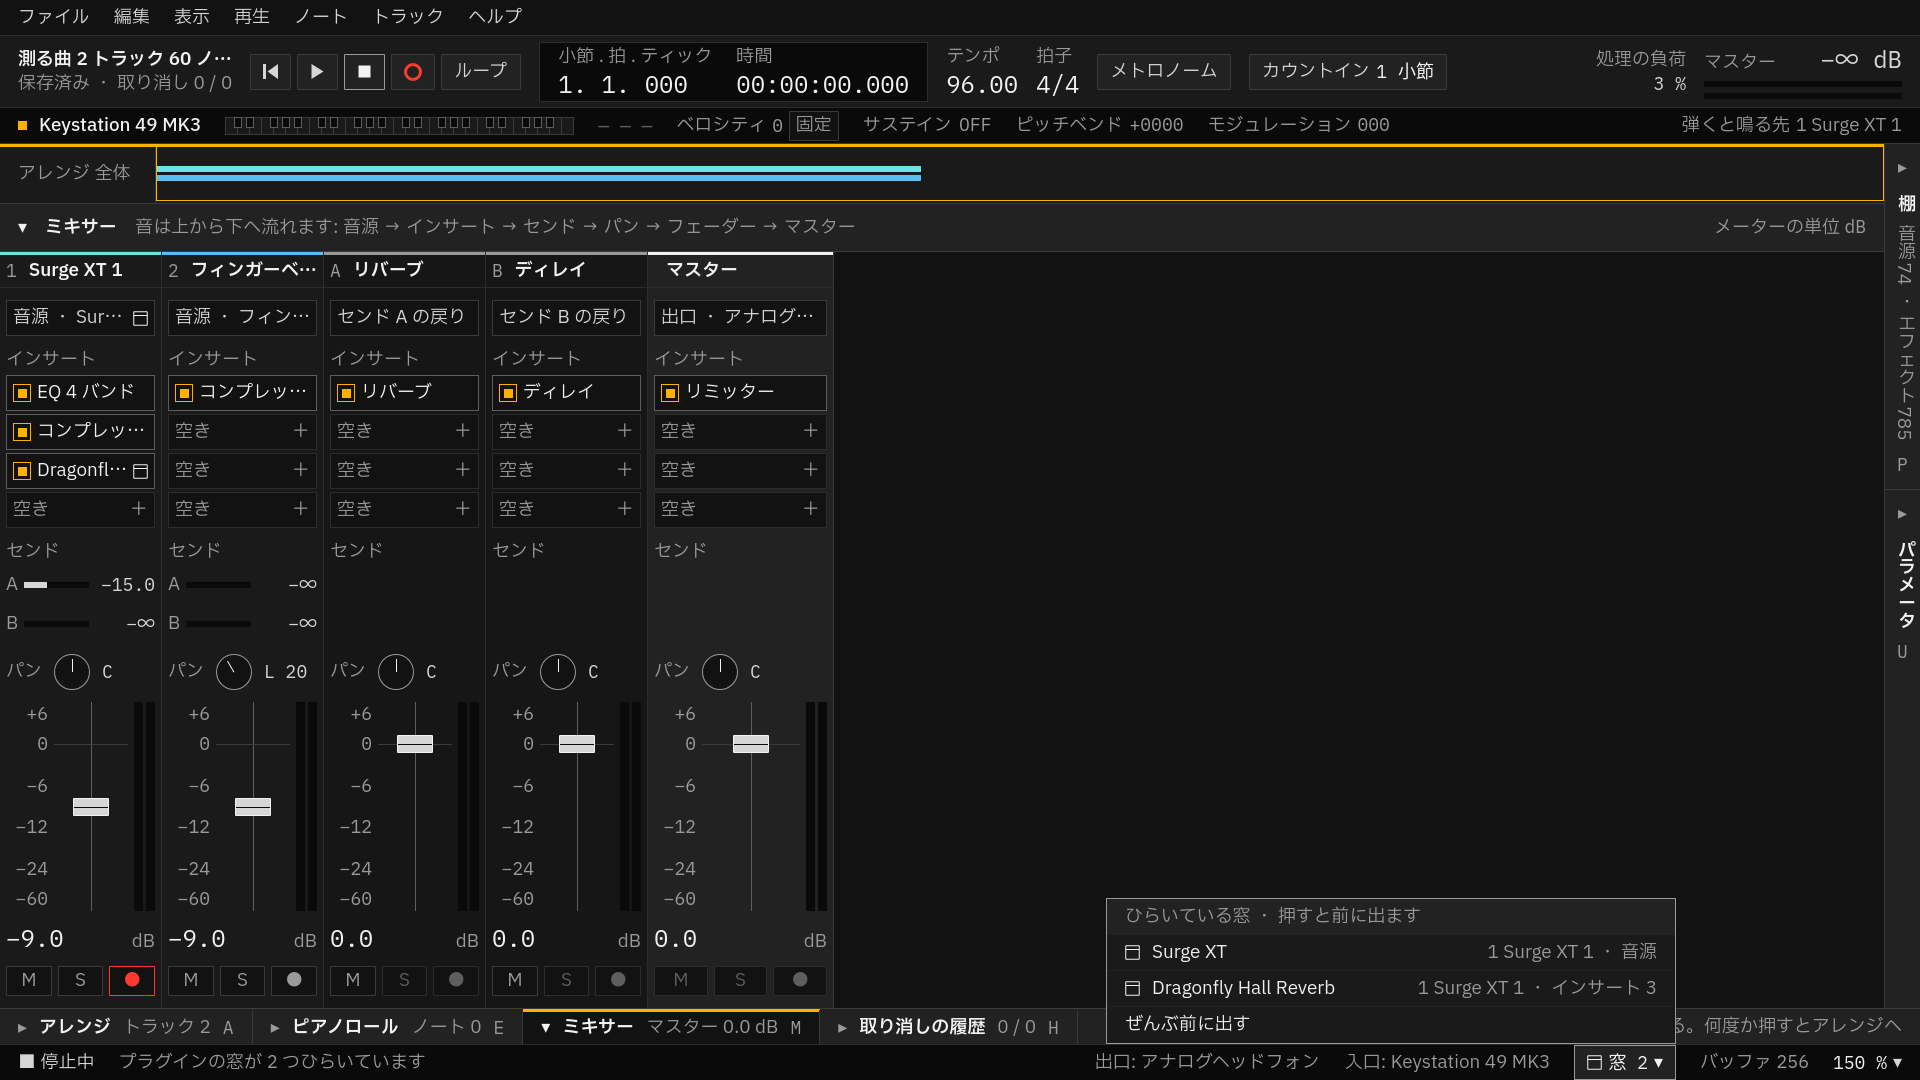 ファイル 編集 表示 再生 ノート トラック ヘルプ
測る曲 2 トラック 60 ノ…
保存済み ・ 取り消し 0 / 0
ループ
小節 . 拍 . ティック 時間
1. 1. 000 00:00:00.000
テンポ 拍子
96.00 4/4
メトロノーム
カウントイン 1 小節
処理の負荷
3 %
マスター −∞ dB
Keystation 49 MK3
— — —
ベロシティ 0 固定
サステイン OFF
ピッチベンド +0000
モジュレーション 000
弾くと鳴る先 1 Surge XT 1
アレンジ 全体
▼ ミキサー 音は上から下へ流れます: 音源 → インサート → センド → パン → フェーダー → マスター
メーターの単位 dB
1 Surge XT 1
音源 ・ Sur…
インサート
EQ 4 バンド
コンプレッ…
Dragonfl…
空き +
センド
A −15.0
B −∞
パン C
+6
0
−6
−12
−24
−60
−9.0 dB
M S
2 フィンガーベ…
音源 ・ フィン…
インサート
コンプレッ…
空き +
空き +
空き +
センド
A −∞
B −∞
パン L 20
+6
0
−6
−12
−24
−60
−9.0 dB
M S
A リバーブ
センド A の戻り
インサート
リバーブ
空き +
空き +
空き +
センド
パン C
+6
0
−6
−12
−24
−60
0.0 dB
M S
B ディレイ
センド B の戻り
インサート
ディレイ
空き +
空き +
空き +
センド
パン C
+6
0
−6
−12
−24
−60
0.0 dB
M S
マスター
出口 ・ アナログ…
インサート
リミッター
空き +
空き +
空き +
センド
パン C
+6
0
−6
−12
−24
−60
0.0 dB
M S
棚 音源 74 ・ エフェクト 785 P
パラメータ U
ひらいている窓 ・ 押すと前に出ます
Surge XT 1 Surge XT 1 ・ 音源
Dragonfly Hall Reverb 1 Surge XT 1 ・ インサート 3
ぜんぶ前に出す
▶ アレンジ トラック 2 A
▶ ピアノロール ノート 0 E
▼ ミキサー マスター 0.0 dB M
▶ 取り消しの履歴 0 / 0 H
る。何度か押すとアレンジへ
停止中 プラグインの窓が 2 つひらいています
出口: アナログヘッドフォン
入口: Keystation 49 MK3
窓 2 ▼
バッファ 256
150 % ▼